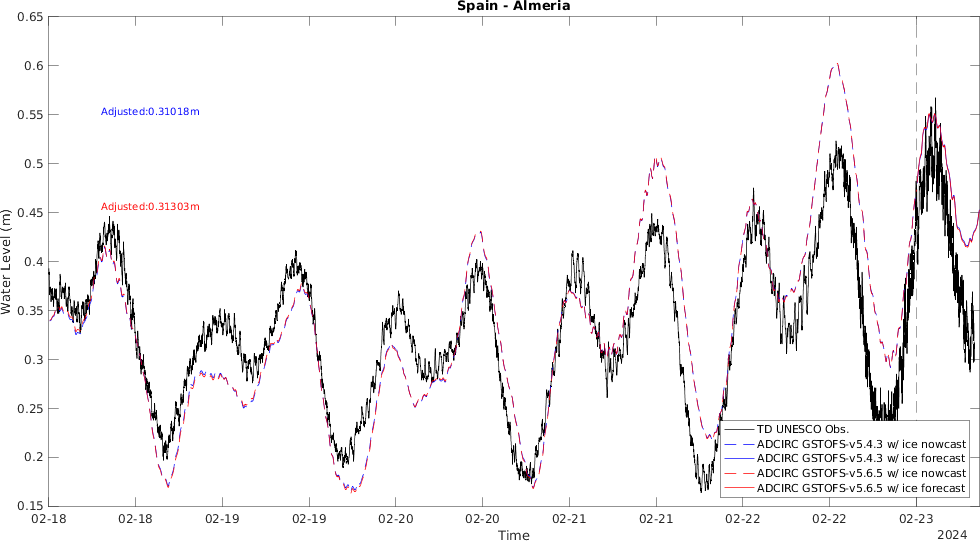 Spain - Almeria
0.65
0.6
0.55
0.5
0.45
0.4
0.35
0.3
0.25
0.2
0.15
Water Level (m)
Adjusted:0.31018m
Adjusted:0.31303m
TD UNESCO Obs.
ADCIRC GSTOFS-v5.4.3 w/ ice nowcast
ADCIRC GSTOFS-v5.4.3 w/ ice forecast
ADCIRC GSTOFS-v5.6.5 w/ ice nowcast
ADCIRC GSTOFS-v5.6.5 w/ ice forecast
02-18 02-18 02-19 02-19 02-20 02-20 02-21 02-21 02-22 02-22 02-23
Time
2024